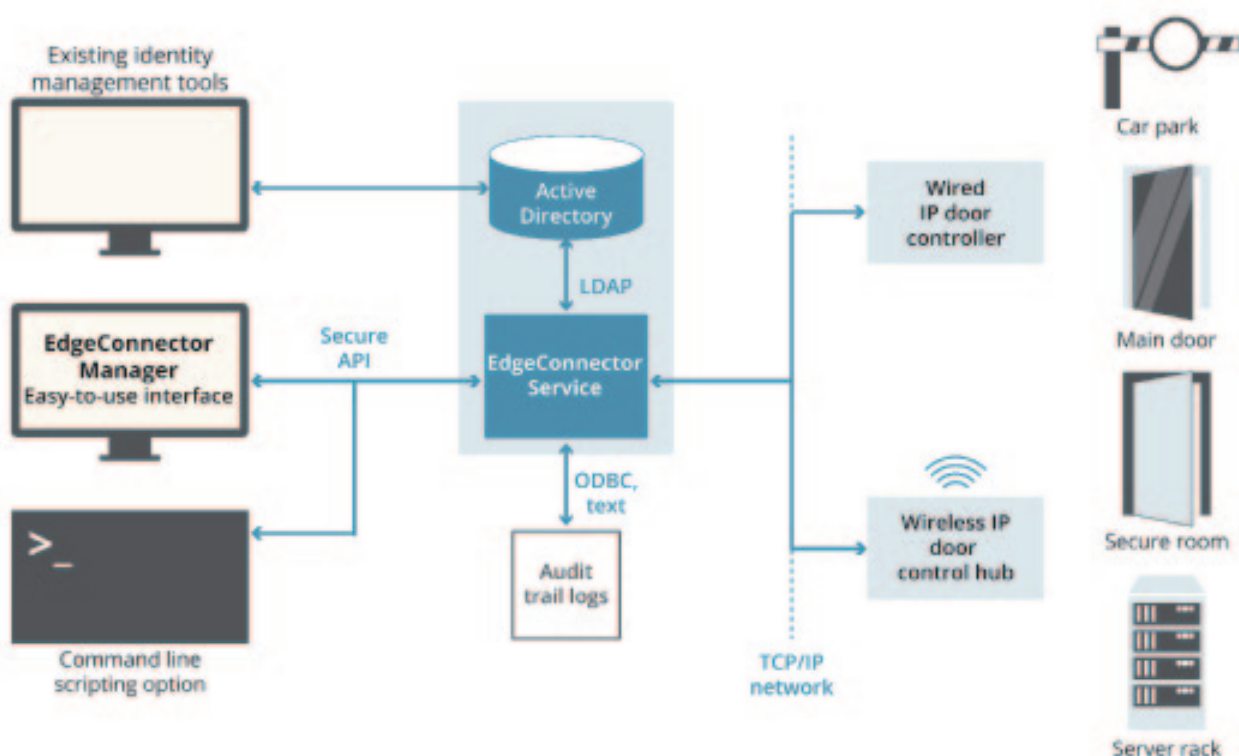 Existing identity
management tools
EdgeConnector
Manager
Easy-to-use interface
>_
Command line
scripting option
Secure
API
Active
Directory
LDAP
EdgeConnector
Service
ODBC,
text
Audit
trail logs
TCP/IP
network
Wired
IP door
controller
Wireless IP
door
control hub
Car park
Main door
Secure room
Server rack